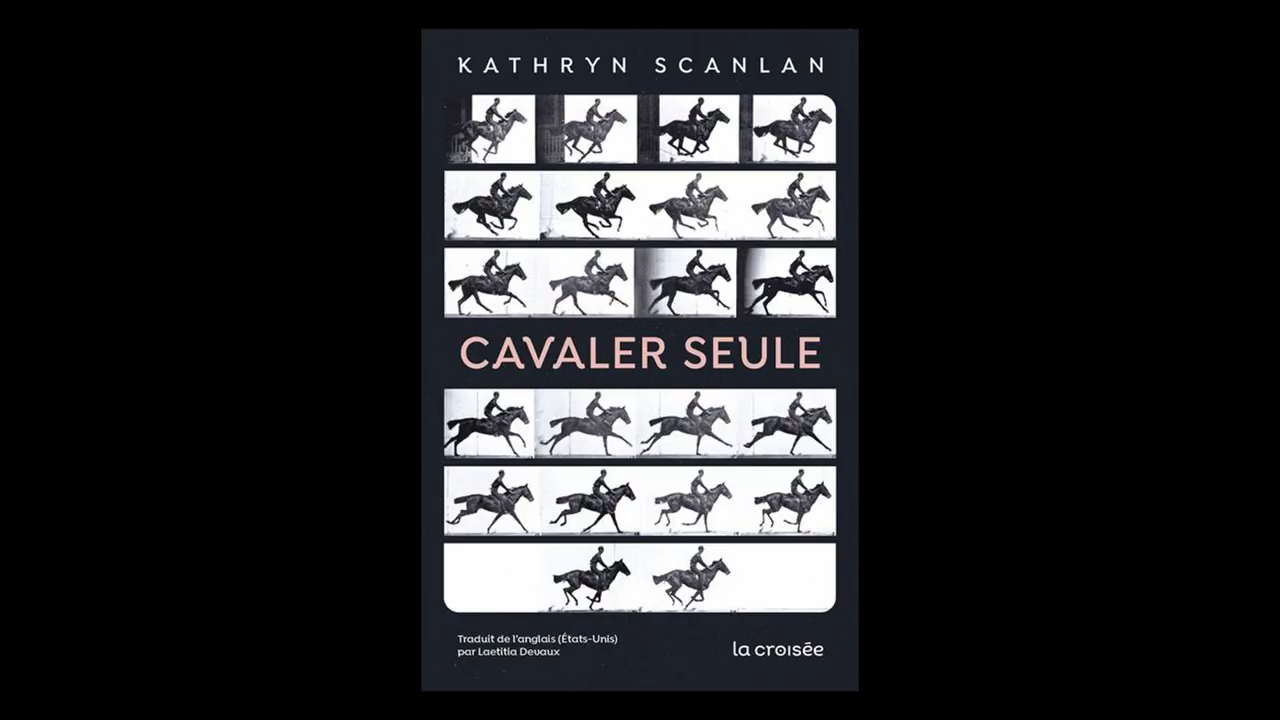 KATHRYN SCANLAN
CAVALER SEULE
Traduit de l'anglais (États-Unis)
par Laetitia Devaux
la croisée